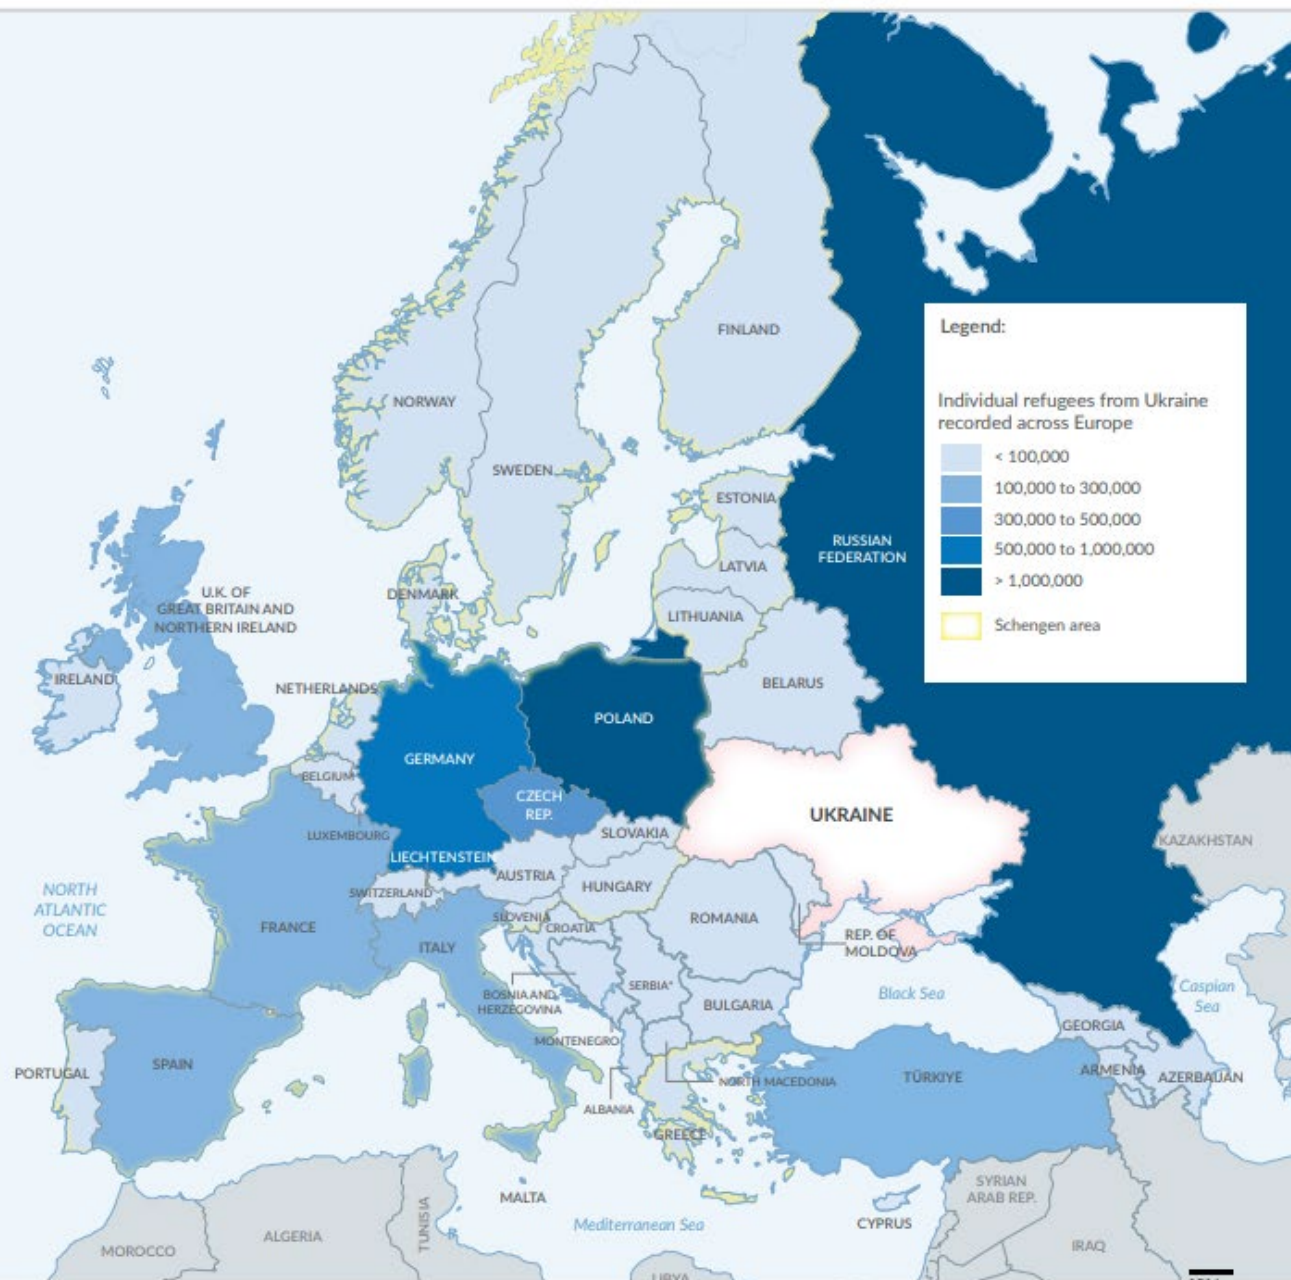 Legend:
Individual refugees from Ukraine
recorded across Europe
< 100,000
100,000 to 300,000
300,000 to 500,000
500,000 to 1,000,000
> 1,000,000
Schengen area
FINLAND
NORWAY
SWEDEN
ESTONIA
RUSSIAN
FEDERATION
LATVIA
U.K. OF
GREAT BRITAIN AND
NORTHERN IRELAND
DENMARK
LITHUANIA
IRELAND
NETHERLANDS
BELARUS
POLAND
GERMANY
BELGIUM
CZECH
REP.
UKRAINE
LUXEMBOURG
SLOVAKIA
KAZAKHSTAN
LIECHTENSTEIN
AUSTRIA
SWITZERLAND
HUNGARY
NORTH
ATLANTIC
OCEAN
FRANCE
SLOVENIA
CROATIA
ROMANIA
ITALY
REP. OF
MOLDOVA
SERBIA*
BOSNIA AND
HERZEGOVINA
BULGARIA
Black Sea
Caspian
Sea
GEORGIA
MONTENEGRO
SPAIN
PORTUGAL
NORTH MACEDONIA
TÜRKIYE
ARMENIA
AZERBAIJAN
ALBANIA
GREECE
MALTA
SYRIAN
ARAB REP.
Mediterranean Sea
CYPRUS
TUNISIA
ALGERIA
MOROCCO
IRAQ
LIBYA